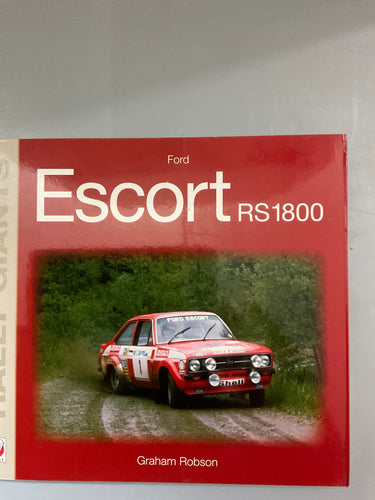 Ford
Escort RS1800
RALLY GIANTS
FORD ESCORT
1
Shell
Graham Robson